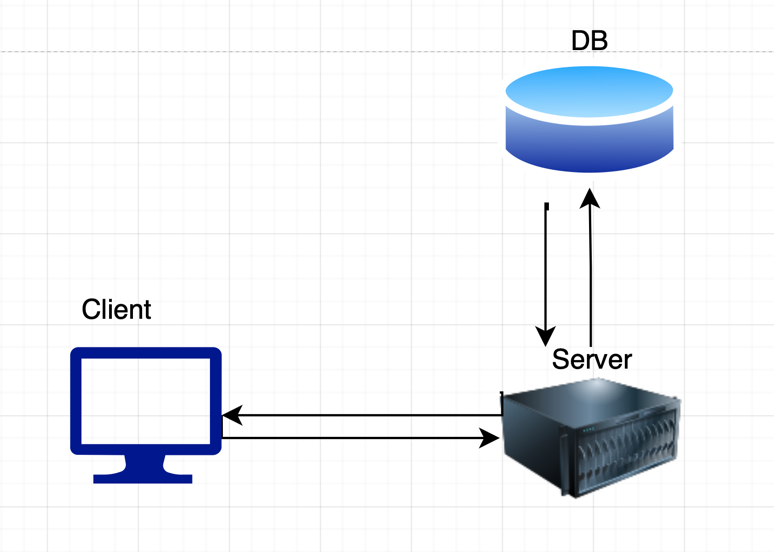 DB
Client
Server